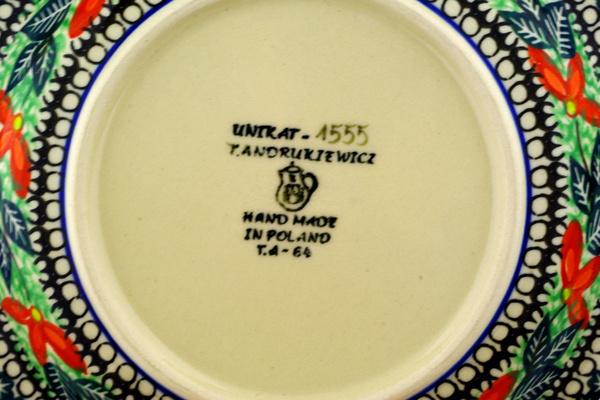 UNIKAT - 1555
T.ANDRUKIEWICZ
HAND MADE
IN POLAND
T.A - 64